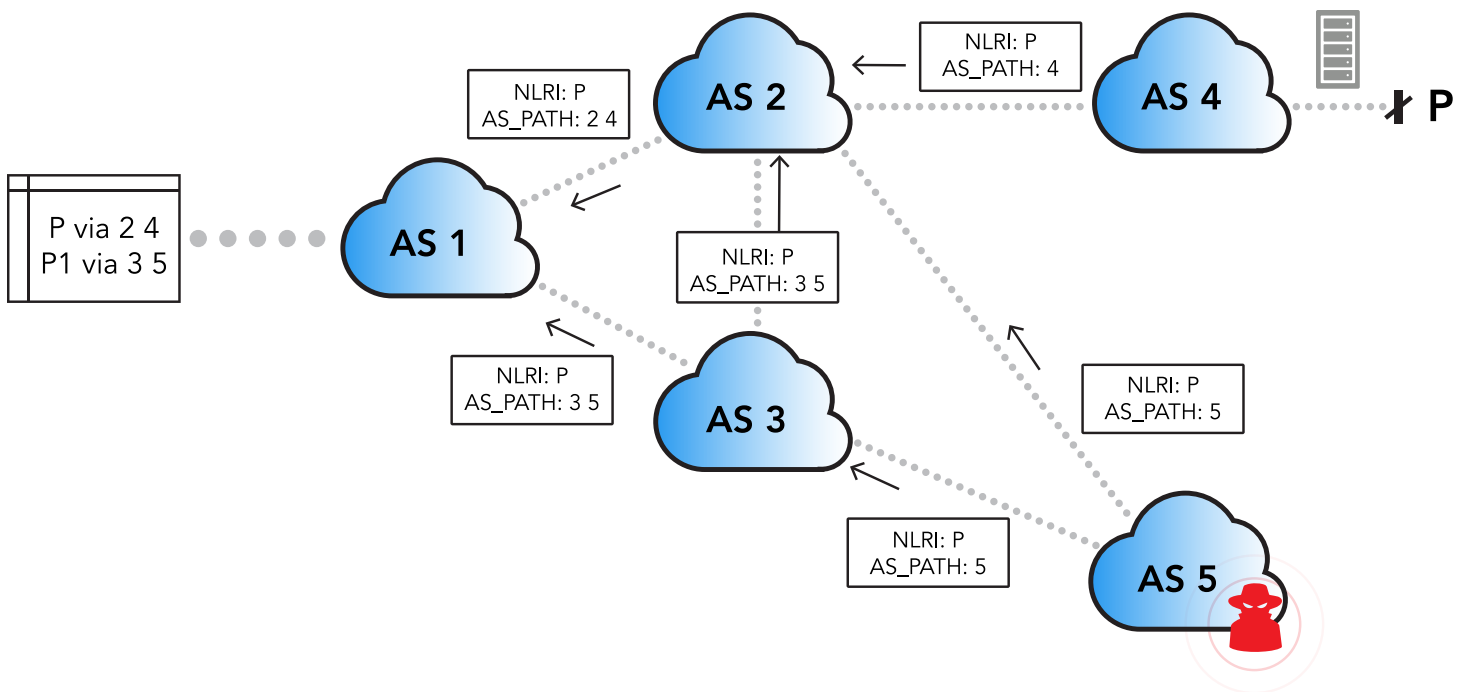 NLRI: P
AS_PATH: 4
AS 2
AS 4
P
NLRI: P
AS_PATH: 2 4
P via 2 4
P1 via 3 5
AS 1
NLRI: P
AS_PATH: 3 5
NLRI: P
AS_PATH: 3 5
AS 3
NLRI: P
AS_PATH: 5
NLRI: P
AS_PATH: 5
AS 5